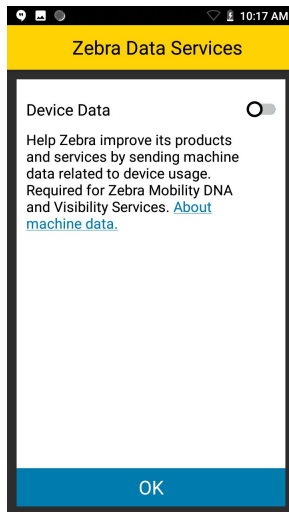 10:17 AM
Zebra Data Services
Device Data
Help Zebra improve its products
and services by sending machine
data related to device usage.
Required for Zebra Mobility DNA
and Visibility Services. About
machine data.
OK